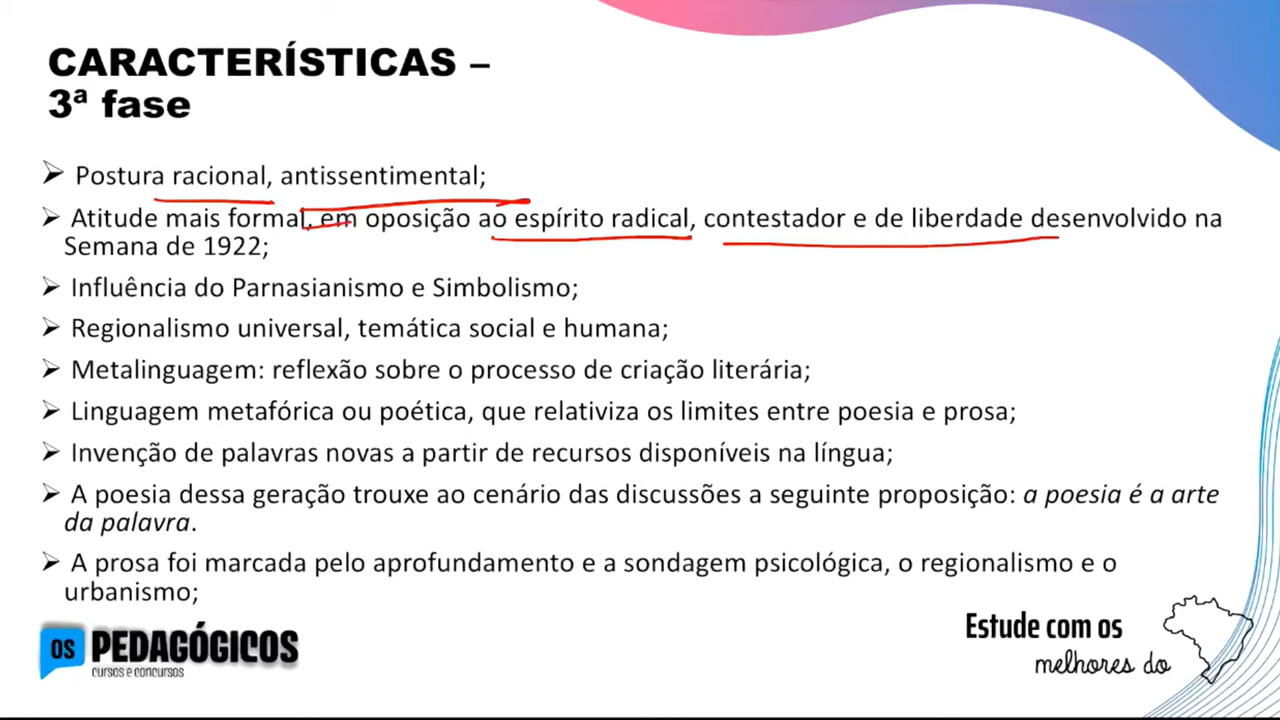 CARACTERÍSTICAS –
3ª fase
➢ Postura racional, antissentimental;
➢ Atitude mais formal, em oposição ao espírito radical, contestador e de liberdade desenvolvido na
Semana de 1922;
➢ Influência do Parnasianismo e Simbolismo;
➢ Regionalismo universal, temática social e humana;
➢ Metalinguagem: reflexão sobre o processo de criação literária;
➢ Linguagem metafórica ou poética, que relativiza os limites entre poesia e prosa;
➢ Invenção de palavras novas a partir de recursos disponíveis na língua;
➢ A poesia dessa geração trouxe ao cenário das discussões a seguinte proposição: a poesia é a arte
da palavra.
➢ A prosa foi marcada pelo aprofundamento e a sondagem psicológica, o regionalismo e o
urbanismo;
OS PEDAGÓGICOS
cursos e concursos
Estude com os
melhores do